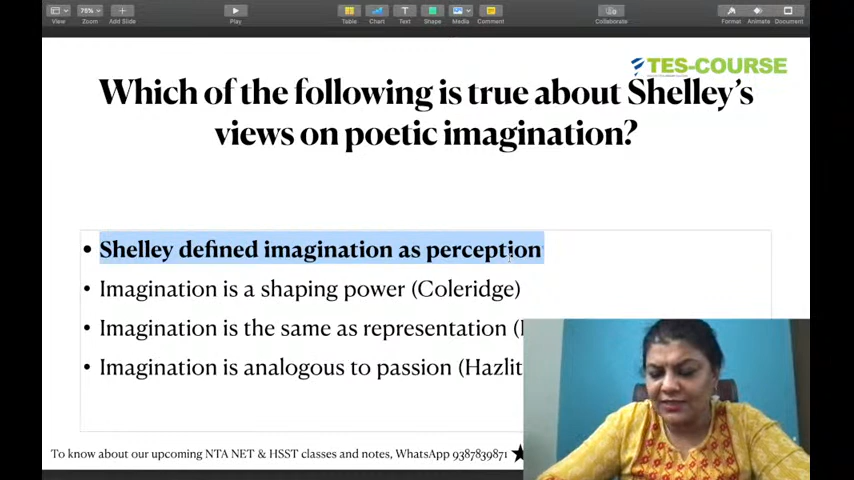 View
Zoom
Add Slide
Play
Table
Chart
Text
Shape
Media
Comment
Collaborate
Format
Animate
Document
75%
TES-COURSE
Which of the following is true about Shelley's
views on poetic imagination?
• Shelley defined imagination as perception
• Imagination is a shaping power (Coleridge)
• Imagination is the same as representation (
• Imagination is analogous to passion (Hazlit
To know about our upcoming NTA NET & HSST classes and notes, WhatsApp 9387839871